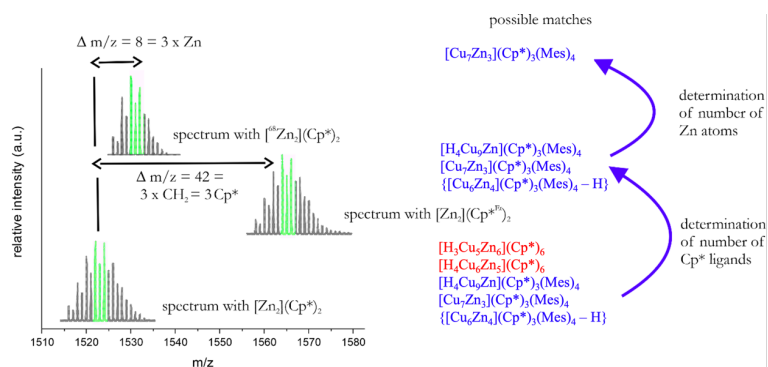 possible matches
Δ m/z = 8 = 3 x Zn
[Cu₇Zn₃](Cp*)₃(Mes)₄
determination
of number of
Zn atoms
spectrum with [⁶⁸Zn₂](Cp*)₂
[H₄Cu₉Zn](Cp*)₃(Mes)₄
[Cu₇Zn₃](Cp*)₃(Mes)₄
{[Cu₆Zn₄](Cp*)₃(Mes)₄ – H}
Δ m/z = 42 =
3 x CH₂ = 3Cp*
spectrum with [Zn₂](Cp*ᴱᵗ)₂
determination
of number of
Cp* ligands
[H₃Cu₅Zn₆](Cp*)₆
[H₄Cu₆Zn₅](Cp*)₆
[H₄Cu₉Zn](Cp*)₃(Mes)₄
[Cu₇Zn₃](Cp*)₃(Mes)₄
{[Cu₆Zn₄](Cp*)₃(Mes)₄ – H}
spectrum with [Zn₂](Cp*)₂
relative intensity (a.u.)
1510 1520 1530 1540 1550 1560 1570 1580
m/z